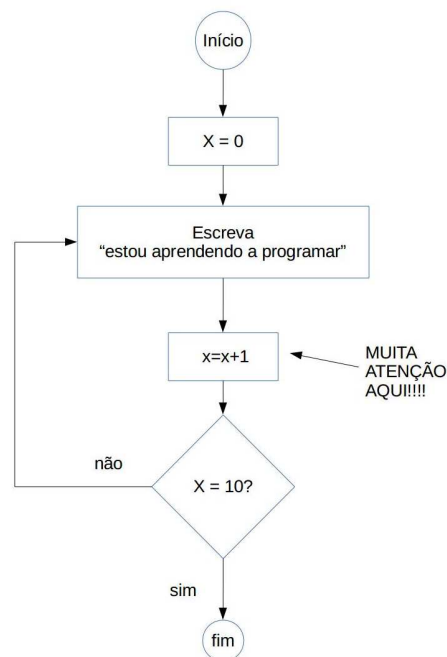 Início
X = 0
Escreva
“estou aprendendo a programar”
x=x+1
MUITA
ATENÇÃO
AQUI!!!!
não
X = 10?
sim
fim